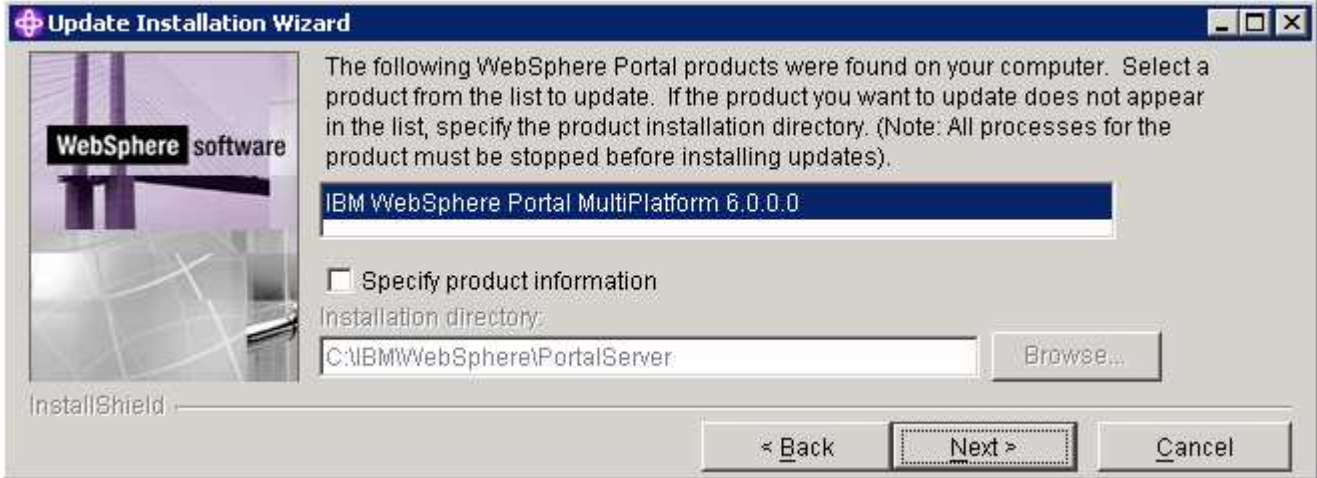 Update Installation Wizard
The following WebSphere Portal products were found on your computer. Select a
product from the list to update. If the product you want to update does not appear
in the list, specify the product installation directory. (Note: All processes for the
product must be stopped before installing updates).
WebSphere software
IBM WebSphere Portal MultiPlatform 6.0.0.0
Specify product information
Installation directory:
C:\IBM\WebSphere\PortalServer
Browse...
InstallShield
< Back
Next >
Cancel